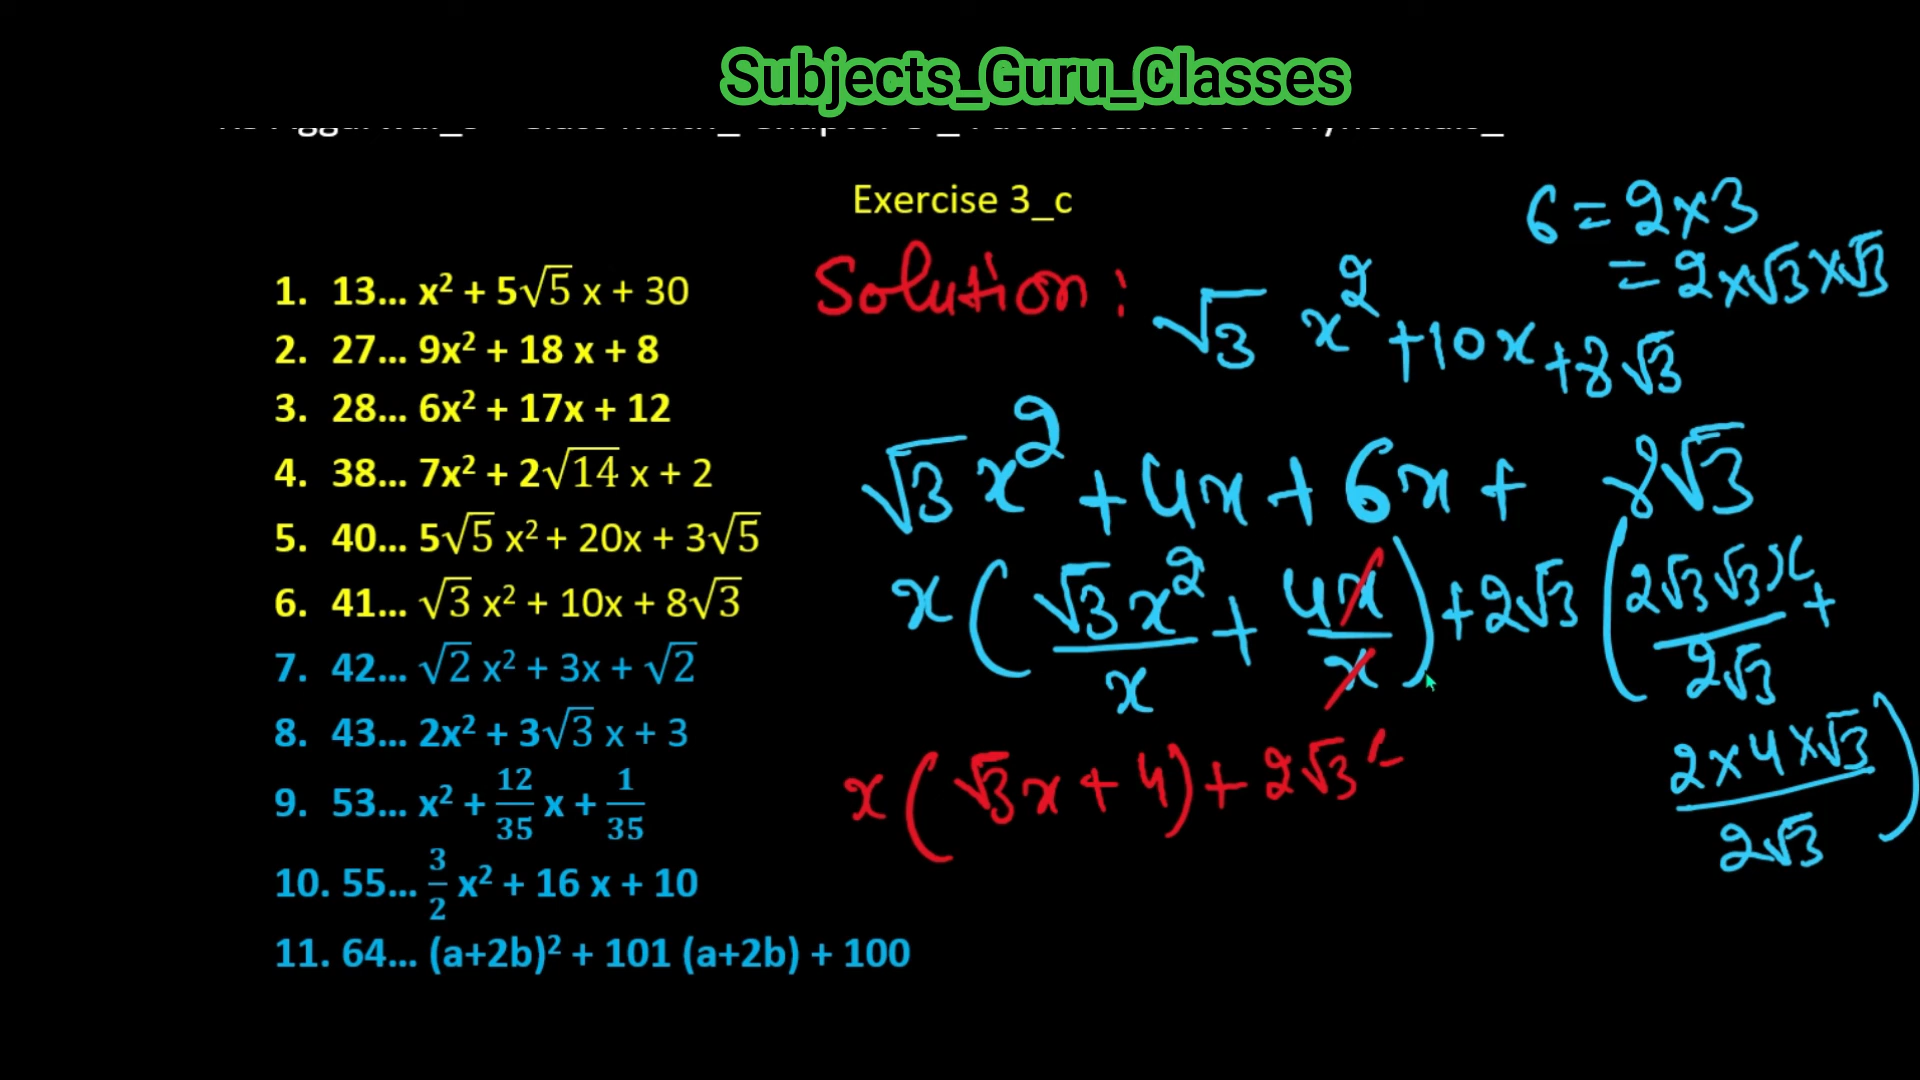 Subjects_Guru_Classes
Exercise 3_c
1. 13... x² + 5√5 x + 30
2. 27... 9x² + 18 x + 8
3. 28... 6x² + 17x + 12
4. 38... 7x² + 2√14 x + 2
5. 40... 5√5 x² + 20x + 3√5
6. 41... √3 x² + 10x + 8√3
7. 42... √2 x² + 3x + √2
8. 43... 2x² + 3√3 x + 3
9. 53... x² + 12/35 x + 1/35
10. 55... 3/2 x² + 16 x + 10
11. 64... (a+2b)² + 101 (a+2b) + 100
6 = 2×3
= 2×√3×√3
Solution: √3 x² + 10x + 8√3
√3 x² + 4x + 6x + 8√3
x ( √3x²/x + 4x/x ) + 2√3 ( 2√3√3x/2√3 +
2×4×√3/2√3 )
x ( √3x + 4 ) + 2√3